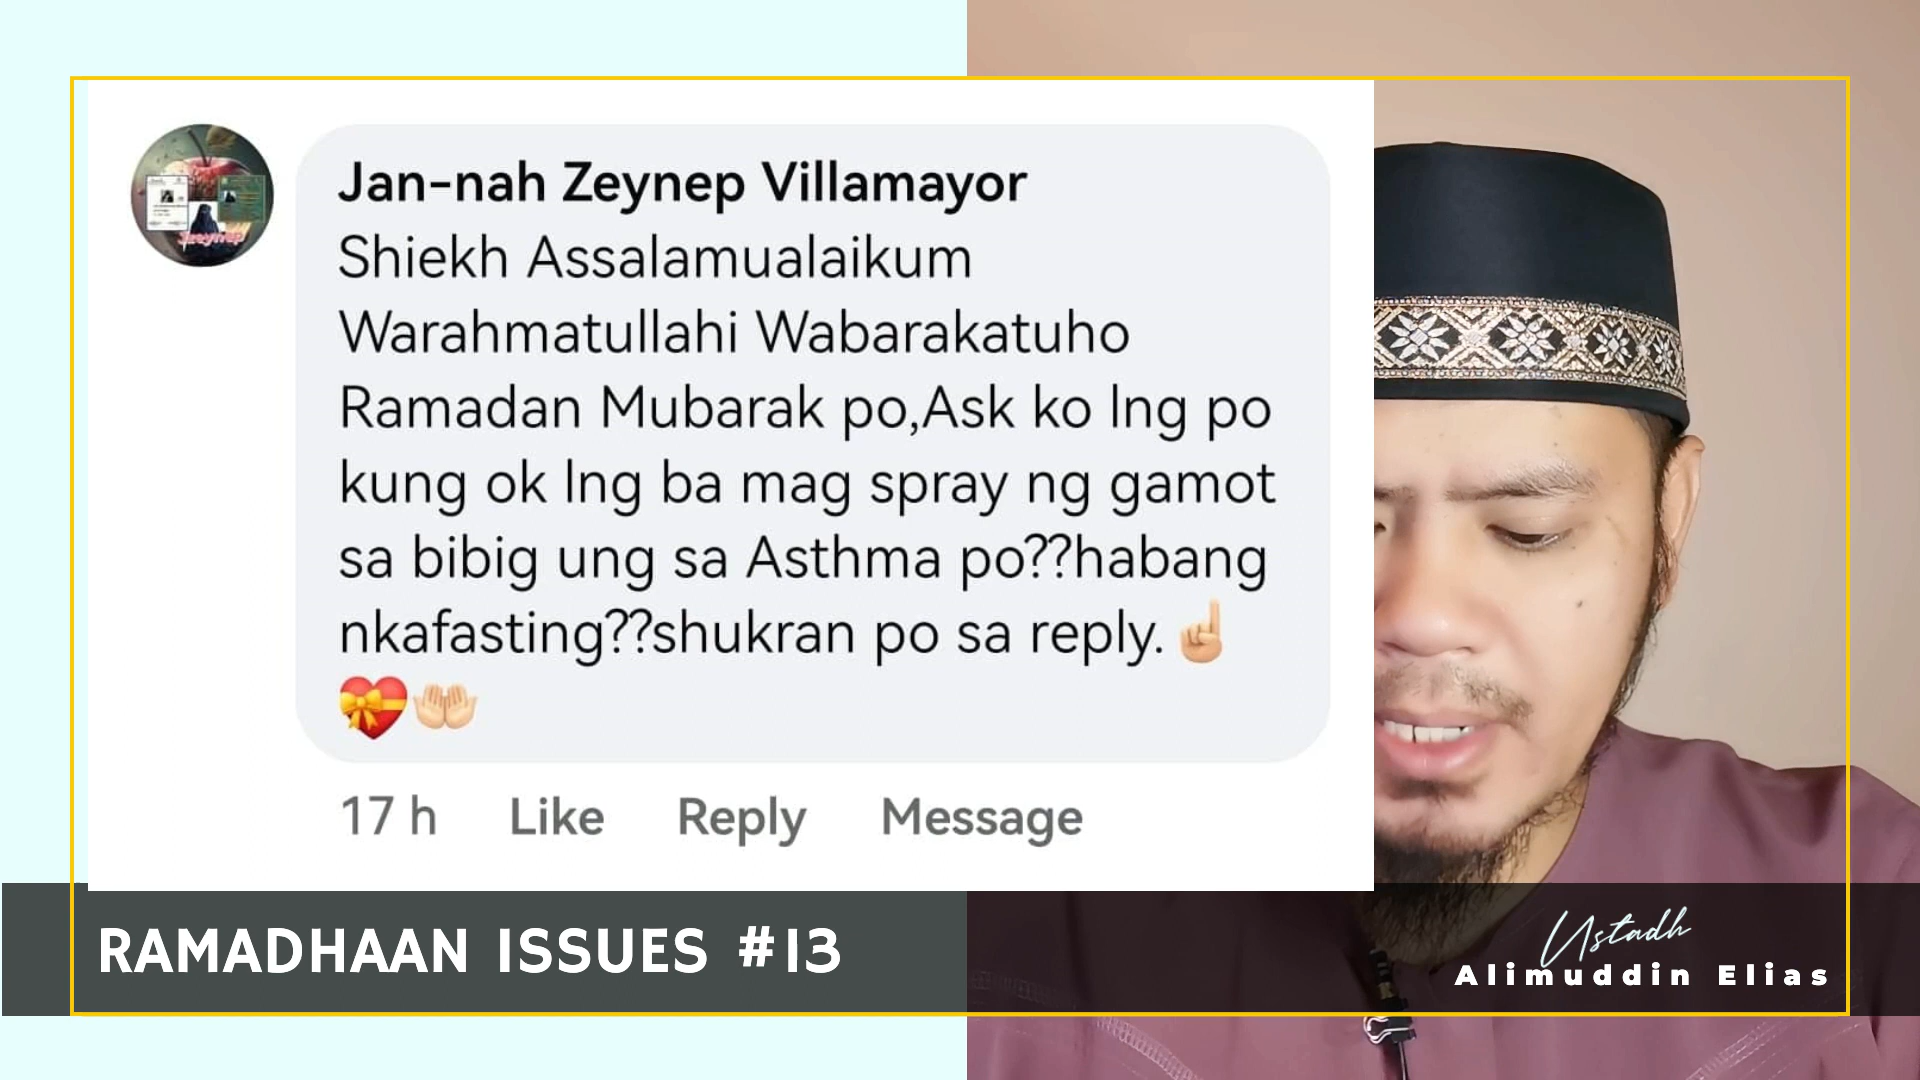 Jan-nah Zeynep Villamayor
Shiekh Assalamualaikum
Warahmatullahi Wabarakatuho
Ramadan Mubarak po,Ask ko lng po
kung ok lng ba mag spray ng gamot
sa bibig ung sa Asthma po??habang
nkafasting??shukran po sa reply.☝🏼
💝🤲🏼
17 h Like Reply Message
RAMADHAAN ISSUES #13
Ustadh
Alimuddin Elias